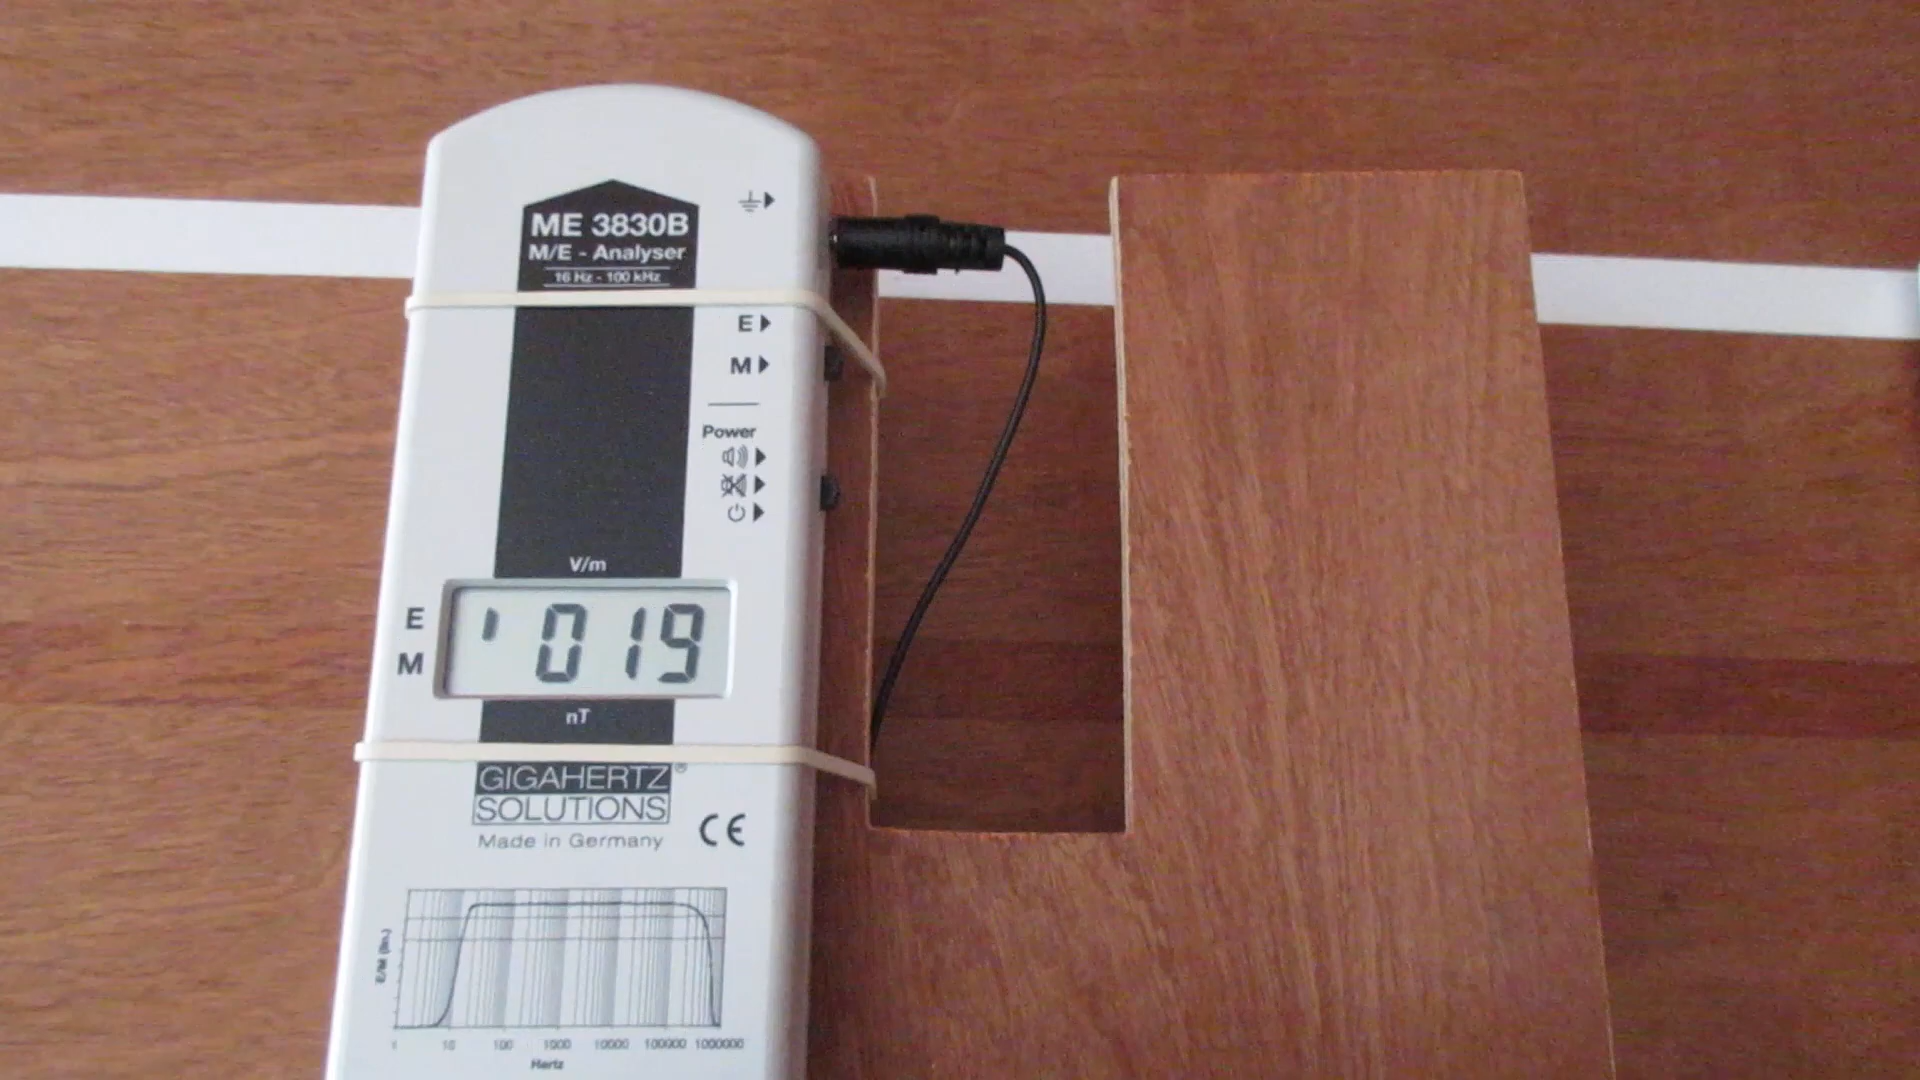 ME 3830B
M/E - Analyser
16 Hz - 100 kHz
E
M
Power
V/m
E
M
' 019
nT
GIGAHERTZ®
SOLUTIONS
Made in Germany
CE
E/M (lin.)
1 10 100 1000 10000 100000 1000000
Hertz